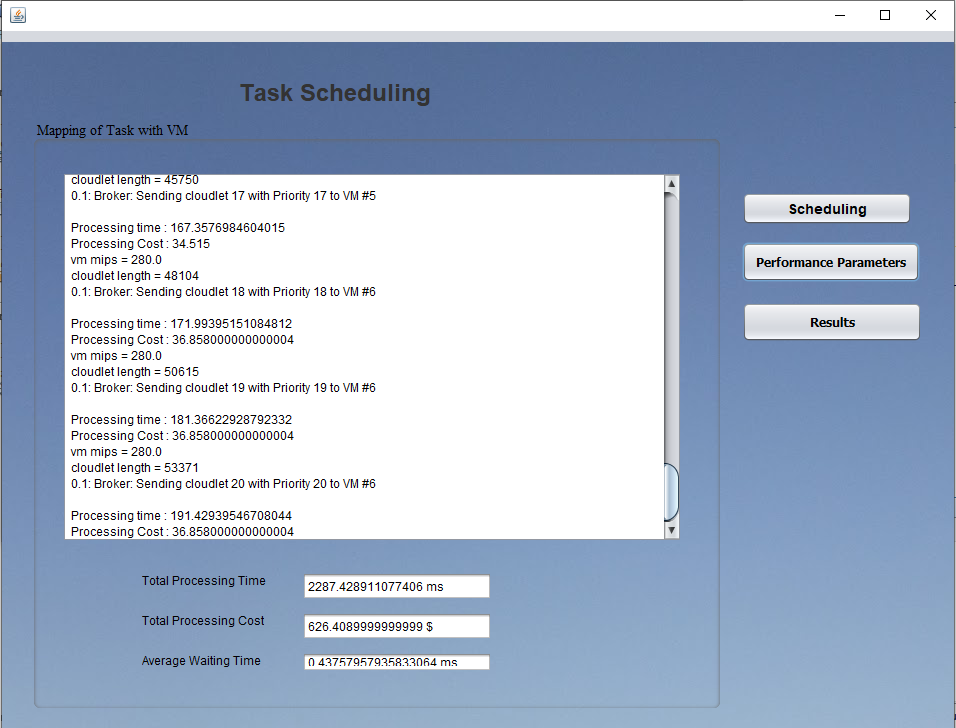 Task Scheduling
Mapping of Task with VM
cloudlet length = 45750
0.1: Broker: Sending cloudlet 17 with Priority 17 to VM #5
Processing time : 167.3576984604015
Processing Cost : 34.515
vm mips = 280.0
cloudlet length = 48104
0.1: Broker: Sending cloudlet 18 with Priority 18 to VM #6
Processing time : 171.99395151084812
Processing Cost : 36.858000000000004
vm mips = 280.0
cloudlet length = 50615
0.1: Broker: Sending cloudlet 19 with Priority 19 to VM #6
Processing time : 181.36622928792332
Processing Cost : 36.858000000000004
vm mips = 280.0
cloudlet length = 53371
0.1: Broker: Sending cloudlet 20 with Priority 20 to VM #6
Processing time : 191.42939546708044
Processing Cost : 36.858000000000004
Scheduling
Performance Parameters
Results
Total Processing Time
2287.428911077406 ms
Total Processing Cost
626.4089999999999 $
Average Waiting Time
0.43757957935833064 ms